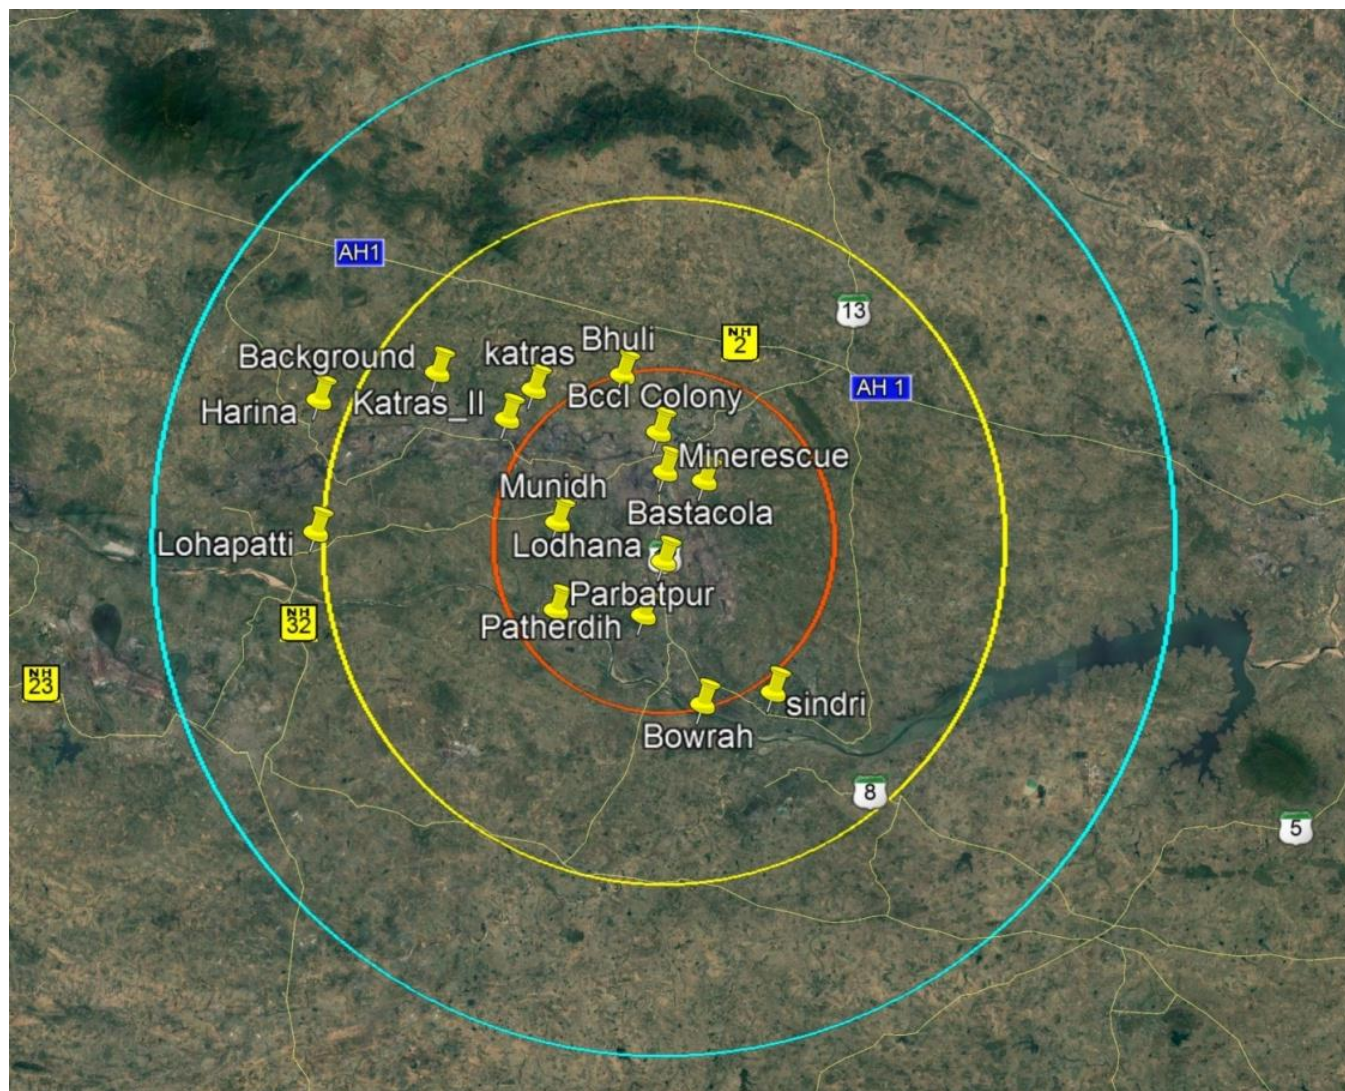 AH1
13
NH
2
Bhuli
katras
Background
AH 1
Bccl Colony
Katras_II
Harina
Minerescue
Munidh
Bastacola
Lohapatti
Lodhana
Parbatpur
NH
32
Patherdih
NH
23
sindri
Bowrah
8
5